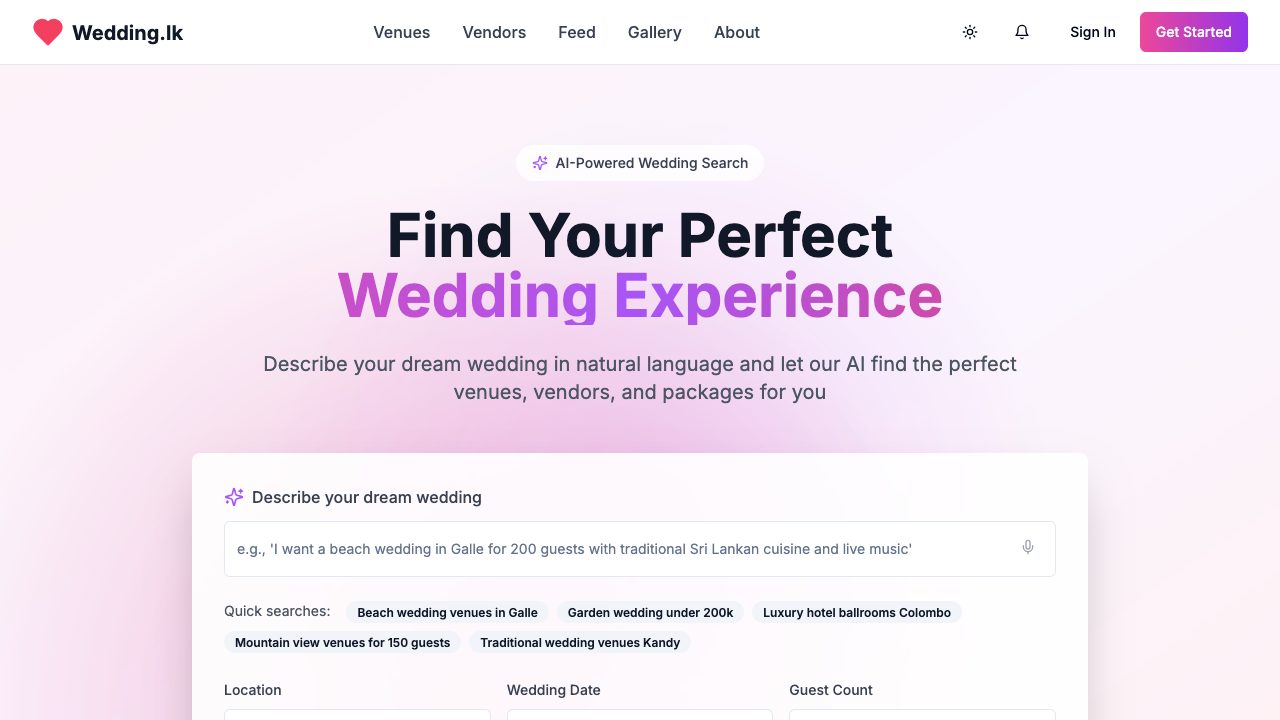 Wedding.lk
Venues Vendors Feed Gallery About
Sign In
Get Started
AI-Powered Wedding Search
Find Your Perfect
Wedding Experience
Describe your dream wedding in natural language and let our AI find the perfect
venues, vendors, and packages for you
Describe your dream wedding
e.g., 'I want a beach wedding in Galle for 200 guests with traditional Sri Lankan cuisine and live music'
Quick searches: Beach wedding venues in Galle Garden wedding under 200k Luxury hotel ballrooms Colombo
Mountain view venues for 150 guests Traditional wedding venues Kandy
Location Wedding Date Guest Count